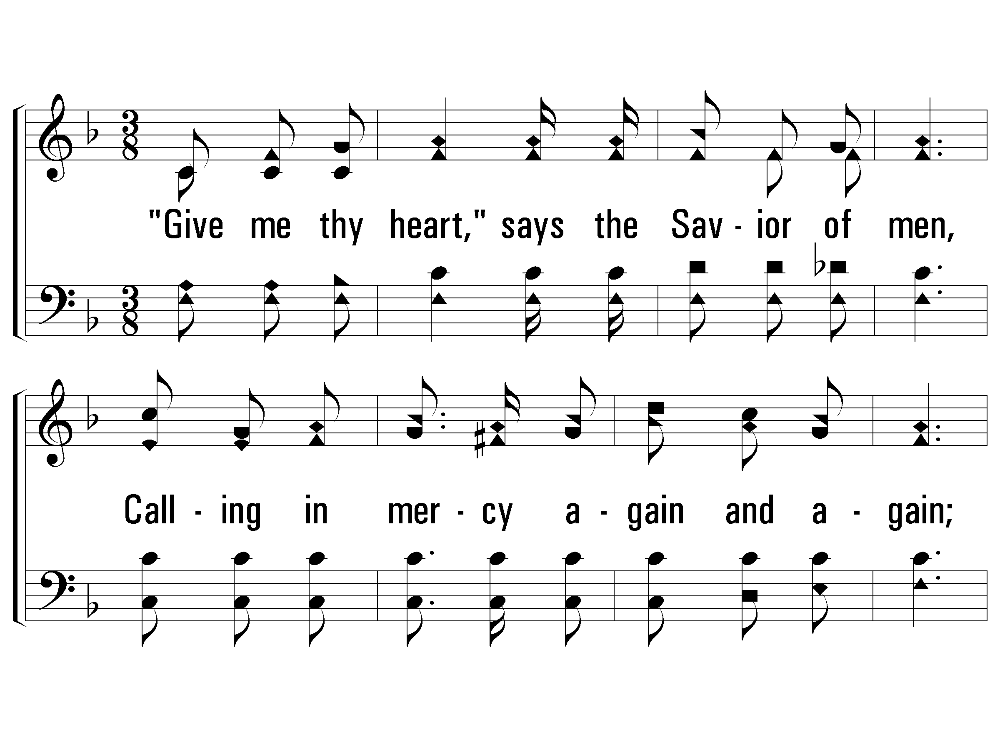 "Give me thy heart," says the Sav - ior of men,
Call - ing in mer - cy a - gain and a - gain;